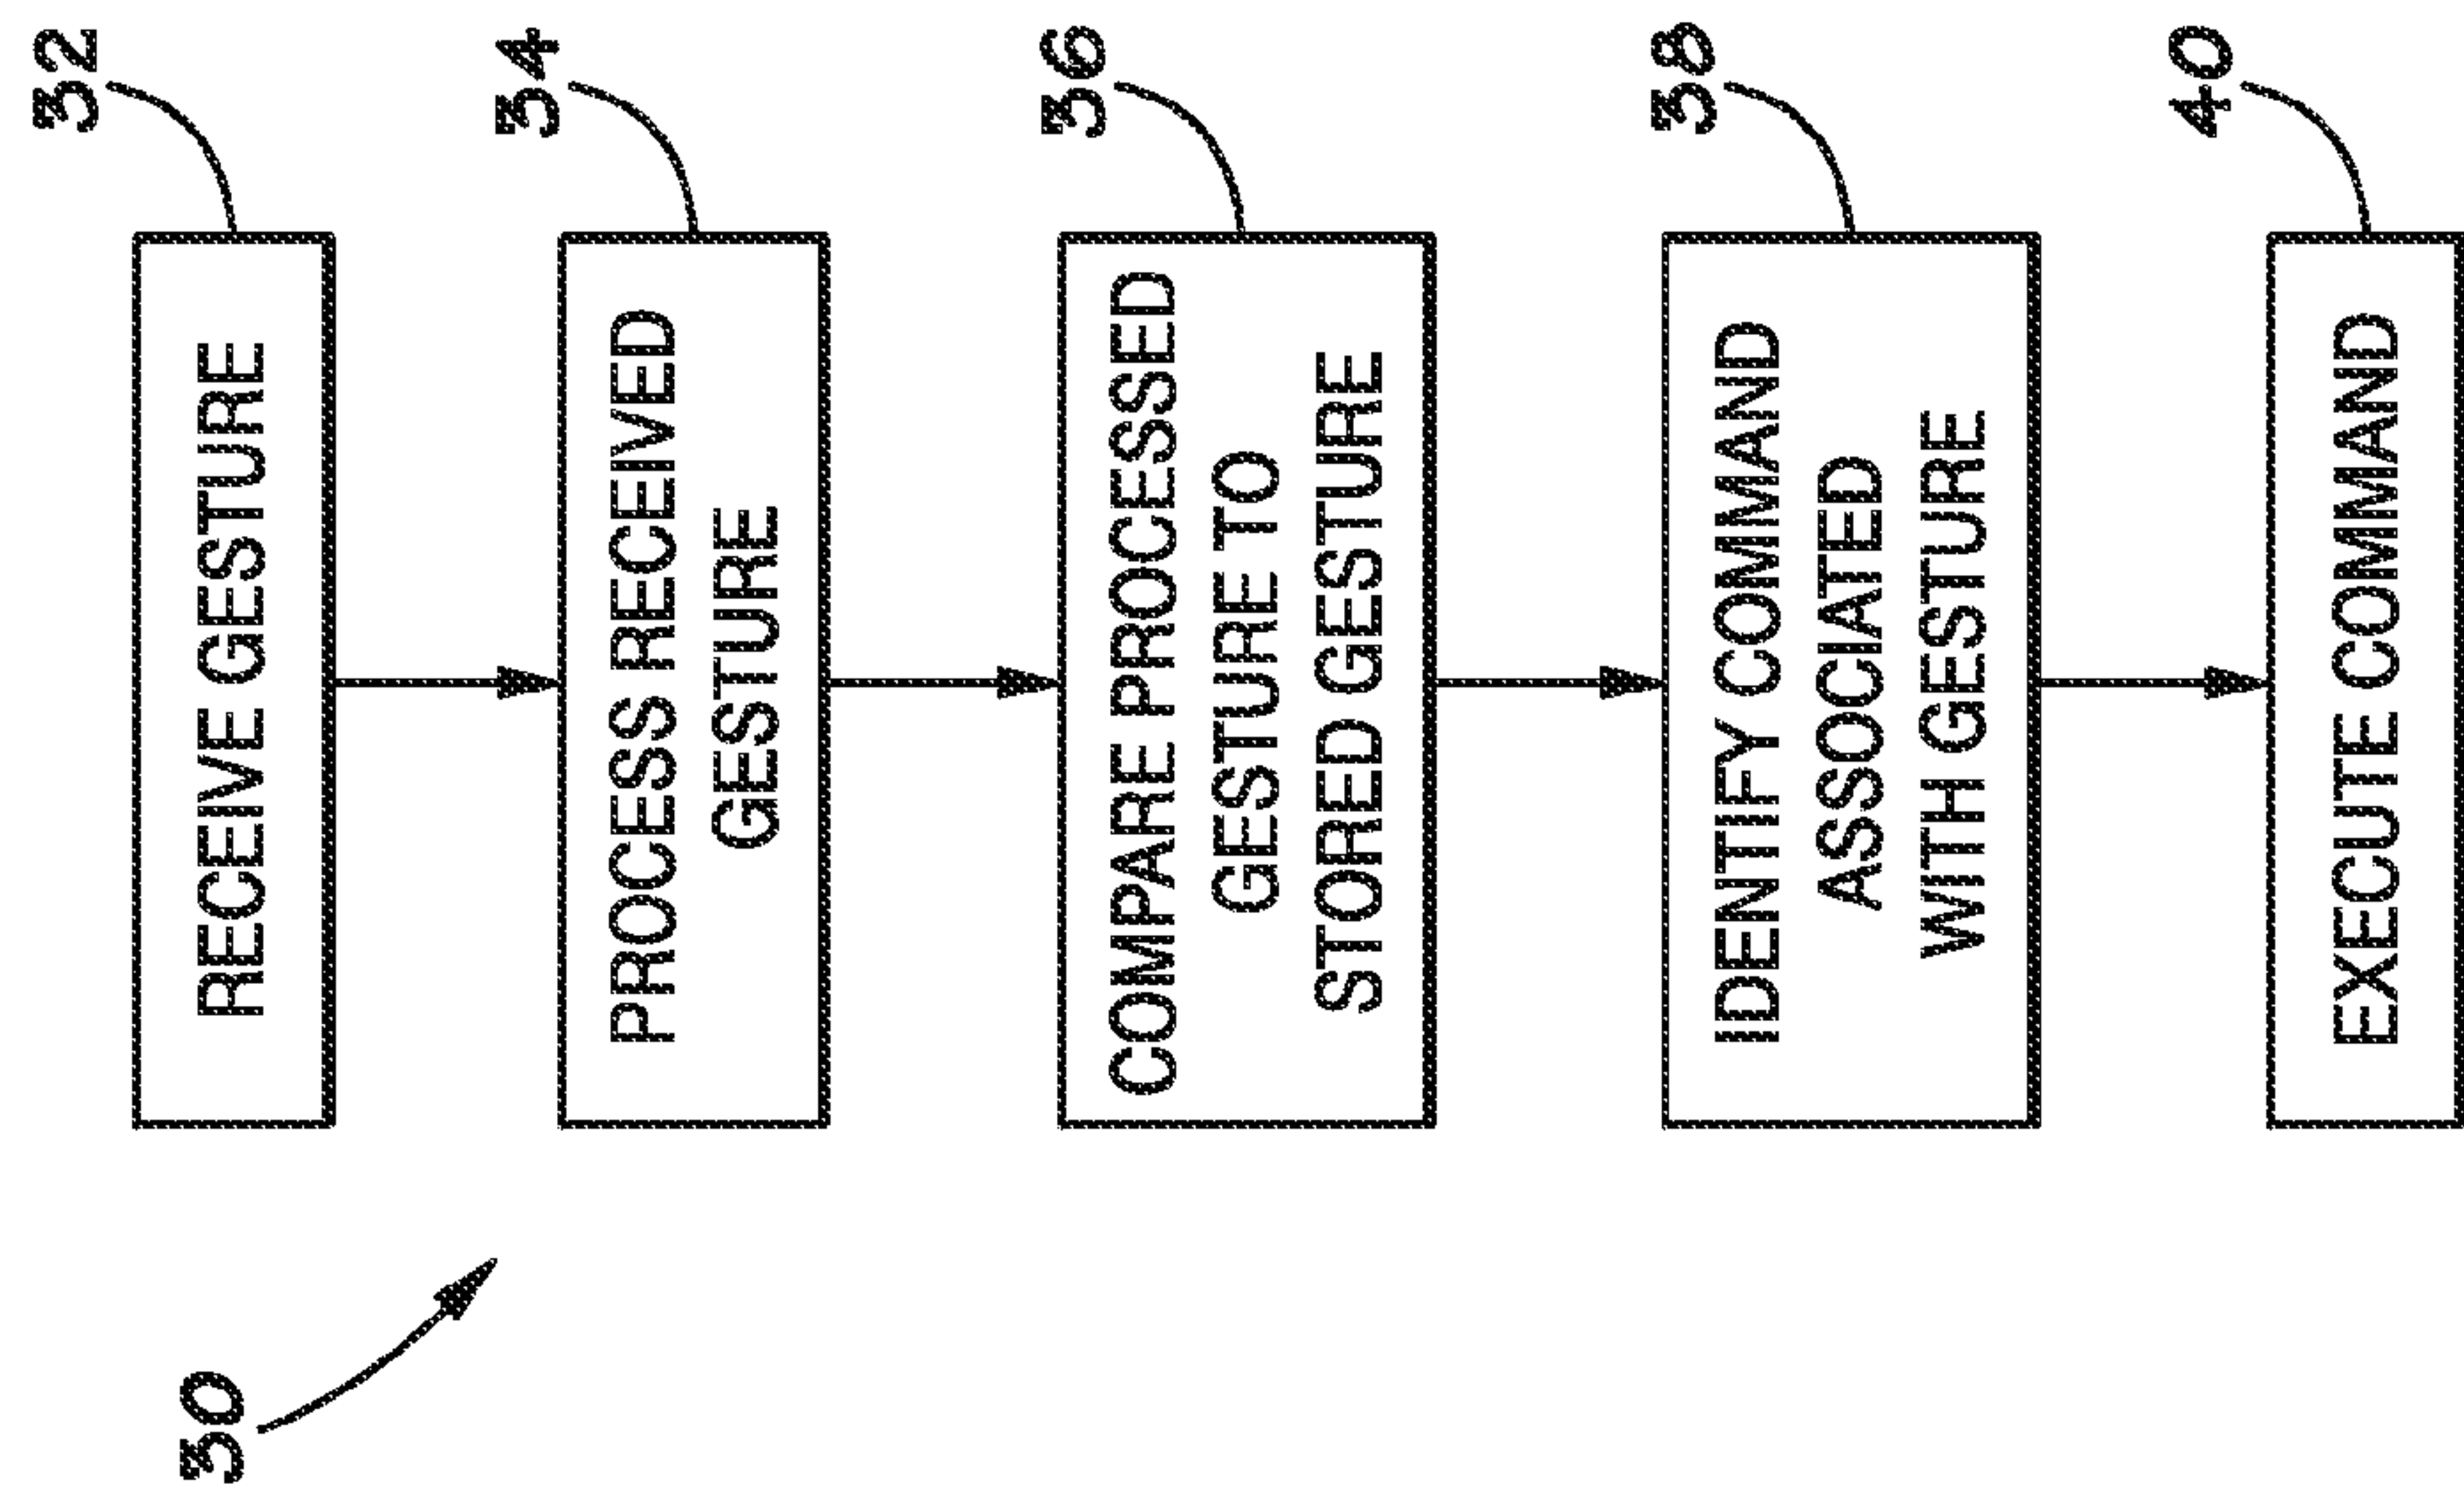 30
32
RECEIVE GESTURE
34
PROCESS RECEIVED
GESTURE
36
COMPARE PROCESSED
GESTURE TO
STORED GESTURE
38
IDENTIFY COMMAND
ASSOCIATED
WITH GESTURE
40
EXECUTE COMMAND